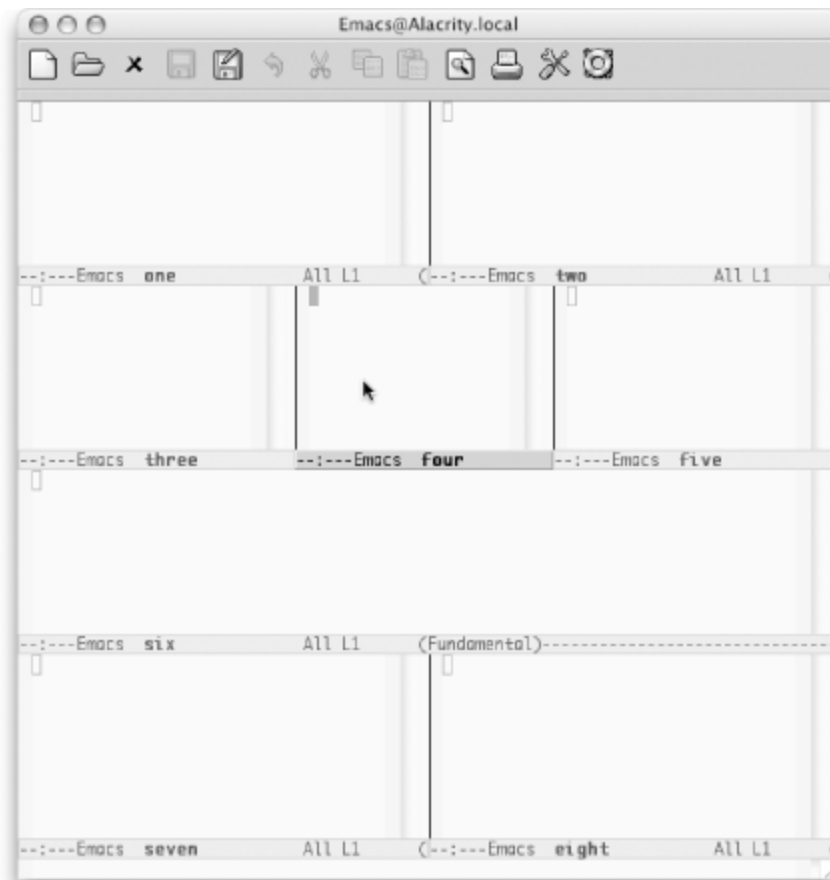 Emacs@Alacrity.local
--:---Emacs one All L1 (--:---Emacs two All L1
--:---Emacs three --:---Emacs four --:---Emacs five
--:---Emacs six All L1 (Fundamental)------------------------------
--:---Emacs seven All L1 (--:---Emacs eight All L1